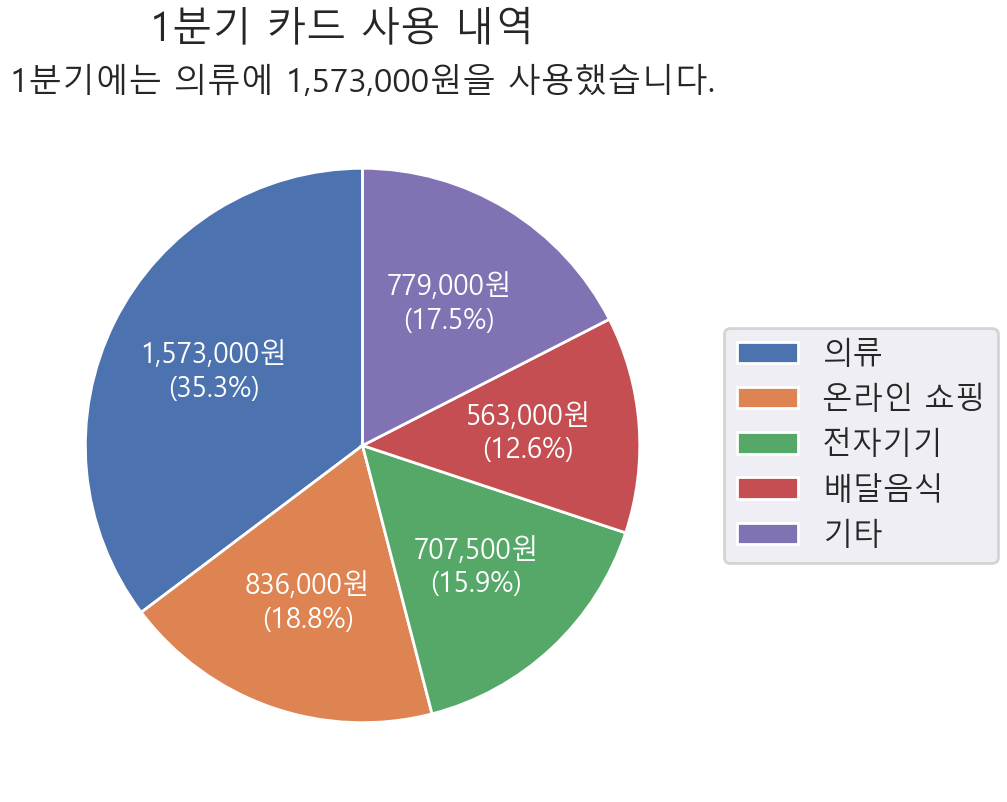 1분기 카드 사용 내역
1분기에는 의류에 1,573,000원을 사용했습니다.
779,000원
(17.5%)
1,573,000원
(35.3%)
563,000원
(12.6%)
707,500원
(15.9%)
836,000원
(18.8%)
의류
온라인 쇼핑
전자기기
배달음식
기타